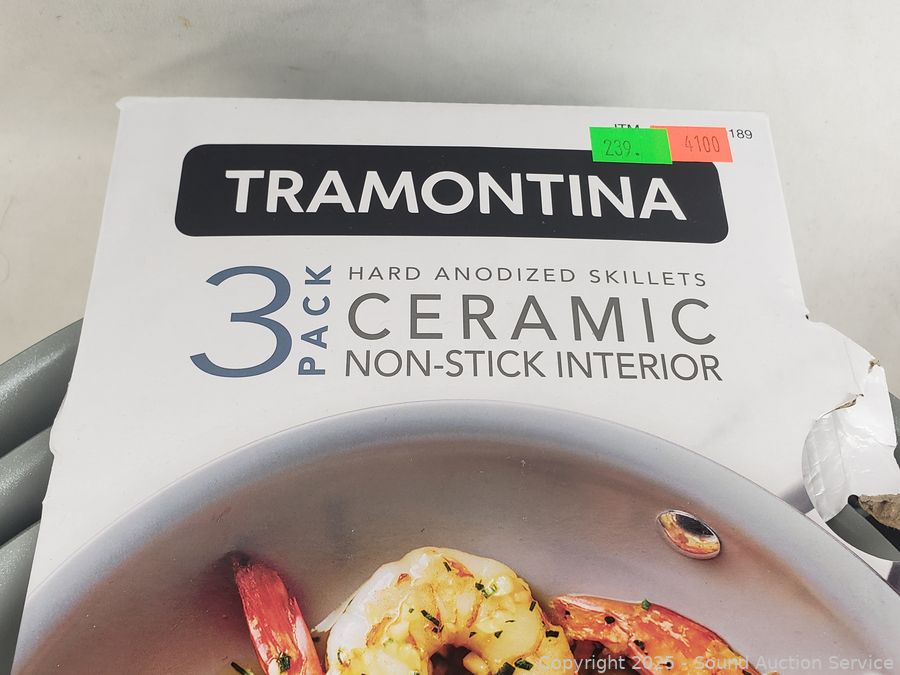 ITM
189
239.
4100
TRAMONTINA
3 PACK
HARD ANODIZED SKILLETS
CERAMIC
NON-STICK INTERIOR
Copyright 2025 - Sound Auction Service